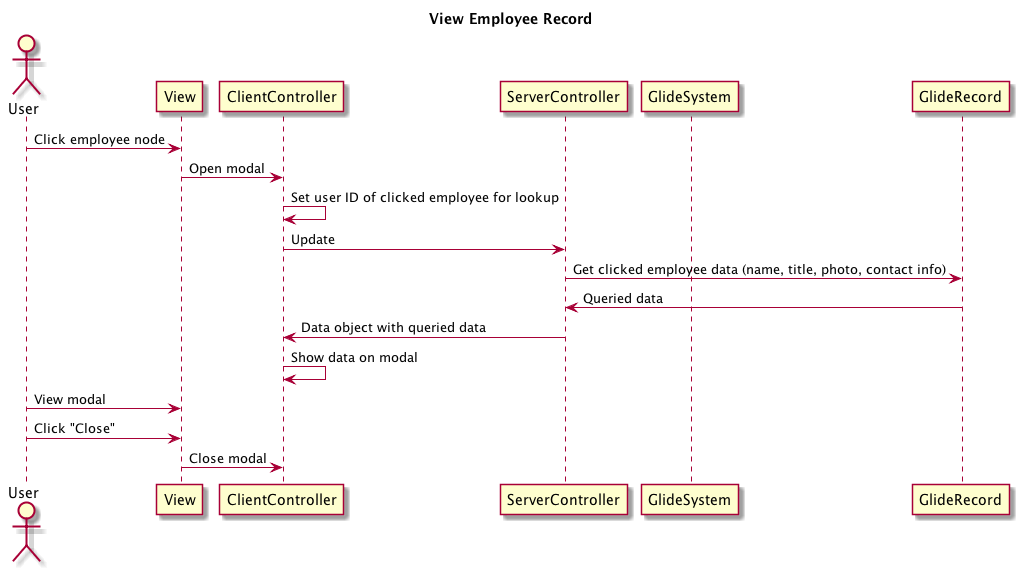 View Employee Record
User
View
ClientController
ServerController
GlideSystem
GlideRecord
Click employee node
Open modal
Set user ID of clicked employee for lookup
Update
Get clicked employee data (name, title, photo, contact info)
Queried data
Data object with queried data
Show data on modal
View modal
Click "Close"
Close modal
User
View
ClientController
ServerController
GlideSystem
GlideRecord